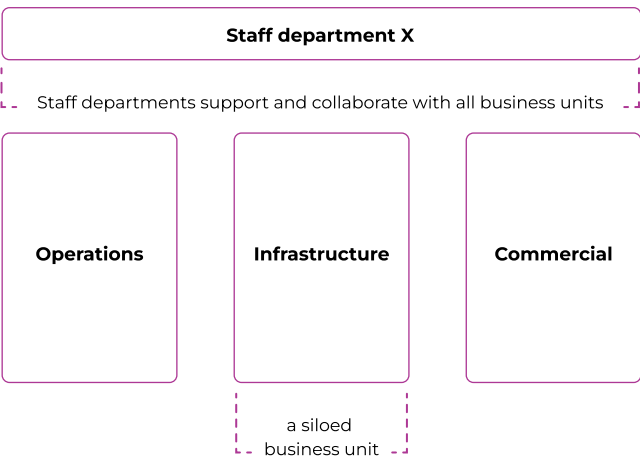 Staff department X
Staff departments support and collaborate with all business units
Operations
Infrastructure
Commercial
a siloed
business unit